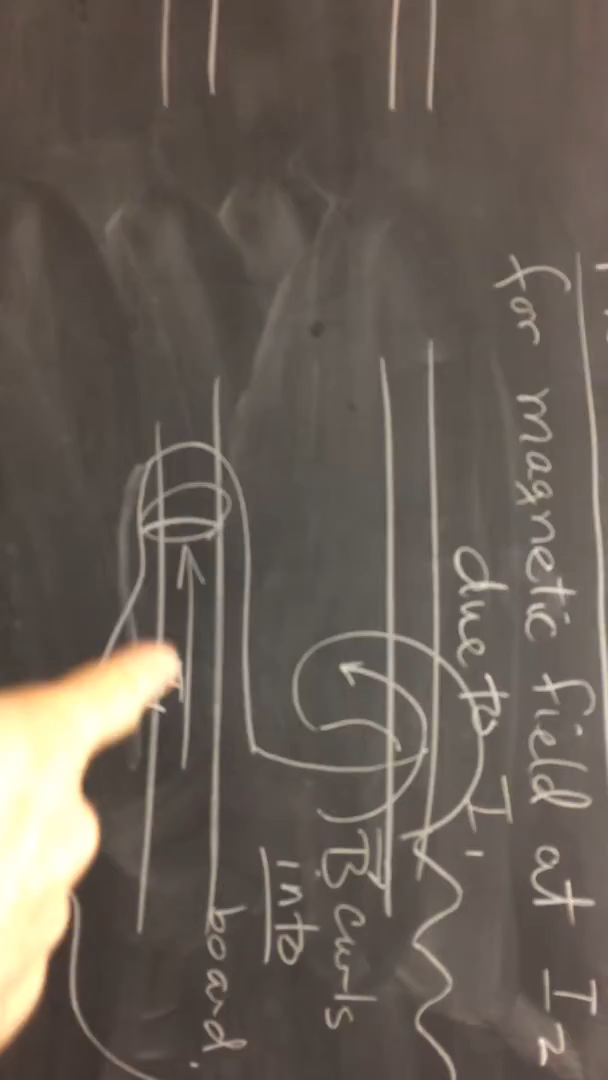 for magnetic field at I2
due to I1
B curls
into
board.